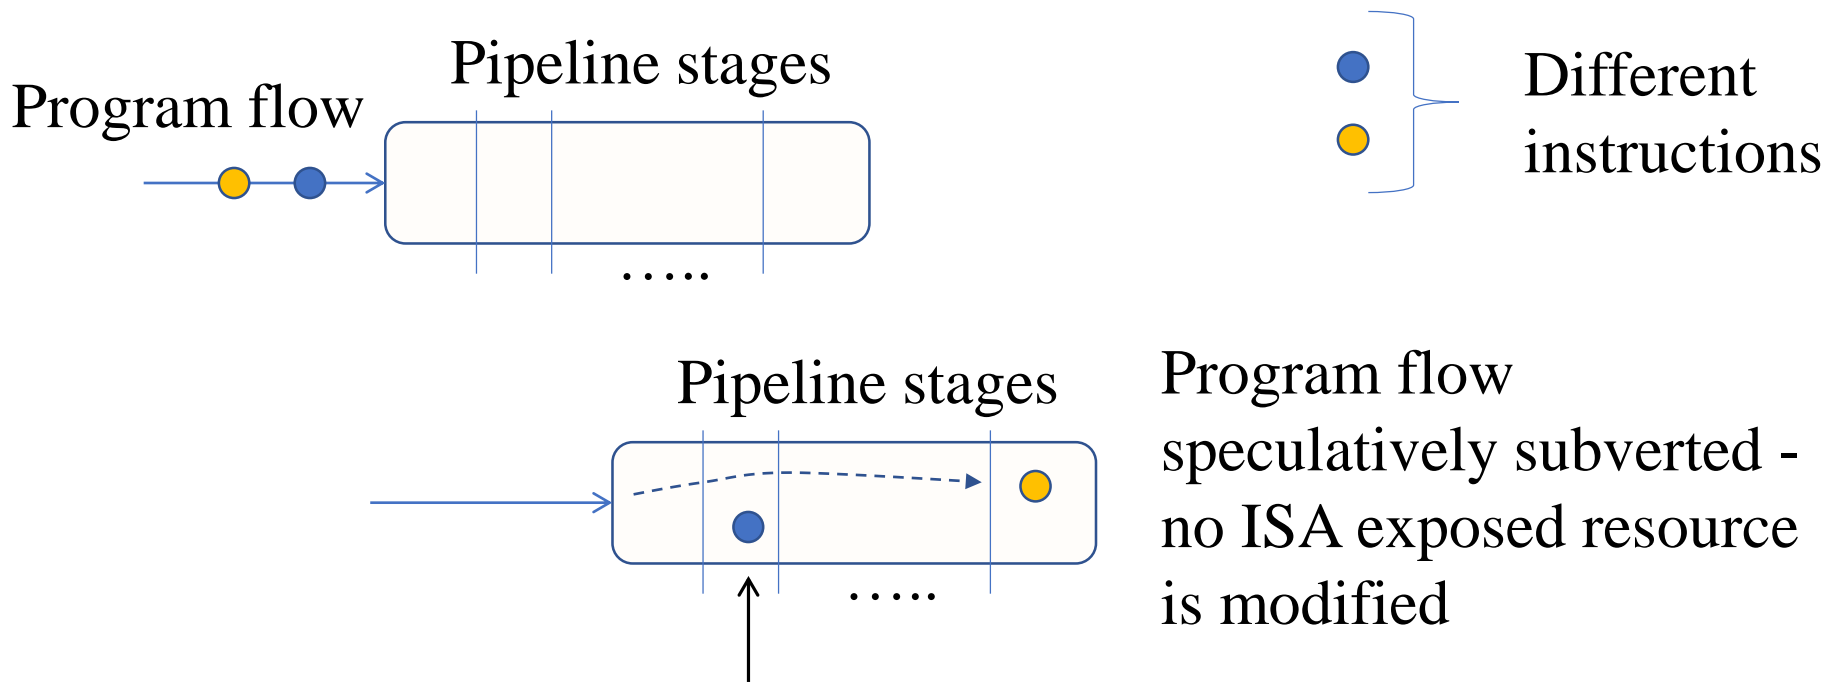 Pipeline stages
Program flow
…..
Different
instructions
Pipeline stages
…..
Program flow
speculatively subverted -
no ISA exposed resource
is modified